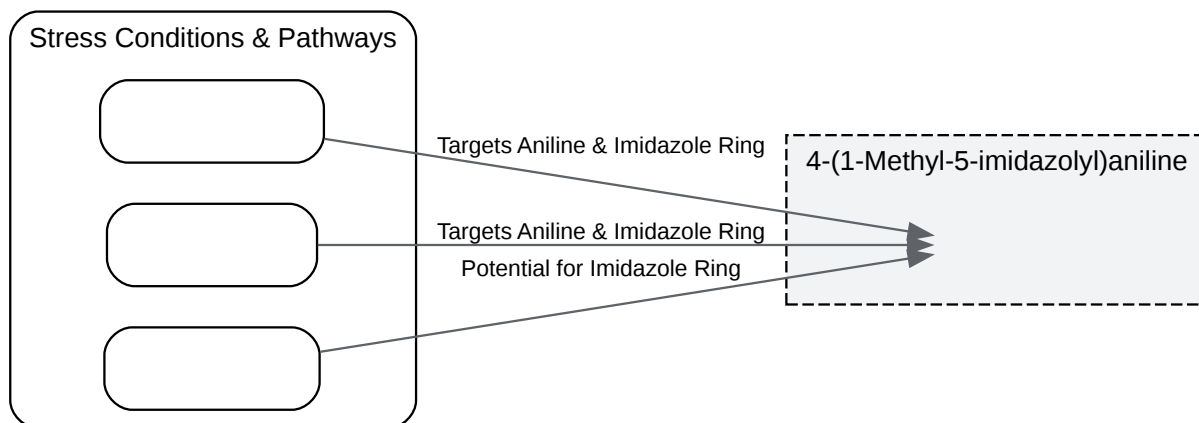 Stress Conditions & Pathways
Targets Aniline & Imidazole Ring
4-(1-Methyl-5-imidazolyl)aniline
Targets Aniline & Imidazole Ring
Potential for Imidazole Ring